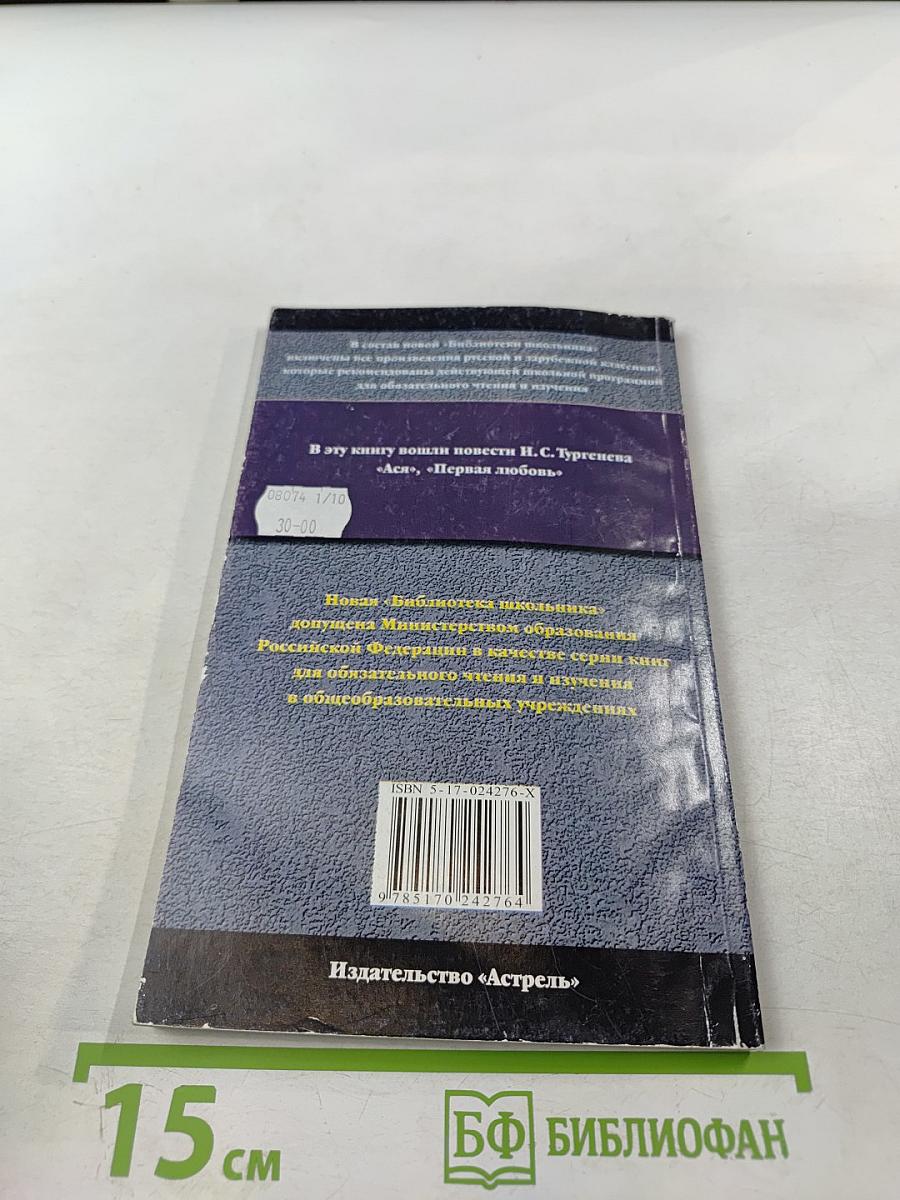 В состав новой «Библиотеки школьника»
включены все произведения русской и зарубежной классики,
которые рекомендованы действующей школьной программой
для обязательного чтения и изучения
В эту книгу вошли повести И. С. Тургенева
«Ася», «Первая любовь»
08074 1/10
30-00
Новая «Библиотека школьника»
допущена Министерством образования
Российской Федерации в качестве серии книг
для обязательного чтения и изучения
в общеобразовательных учреждениях
ISBN 5-17-024276-X
9 785170 242764
Издательство «Астрель»
15 см
БФ БИБЛИОФАН